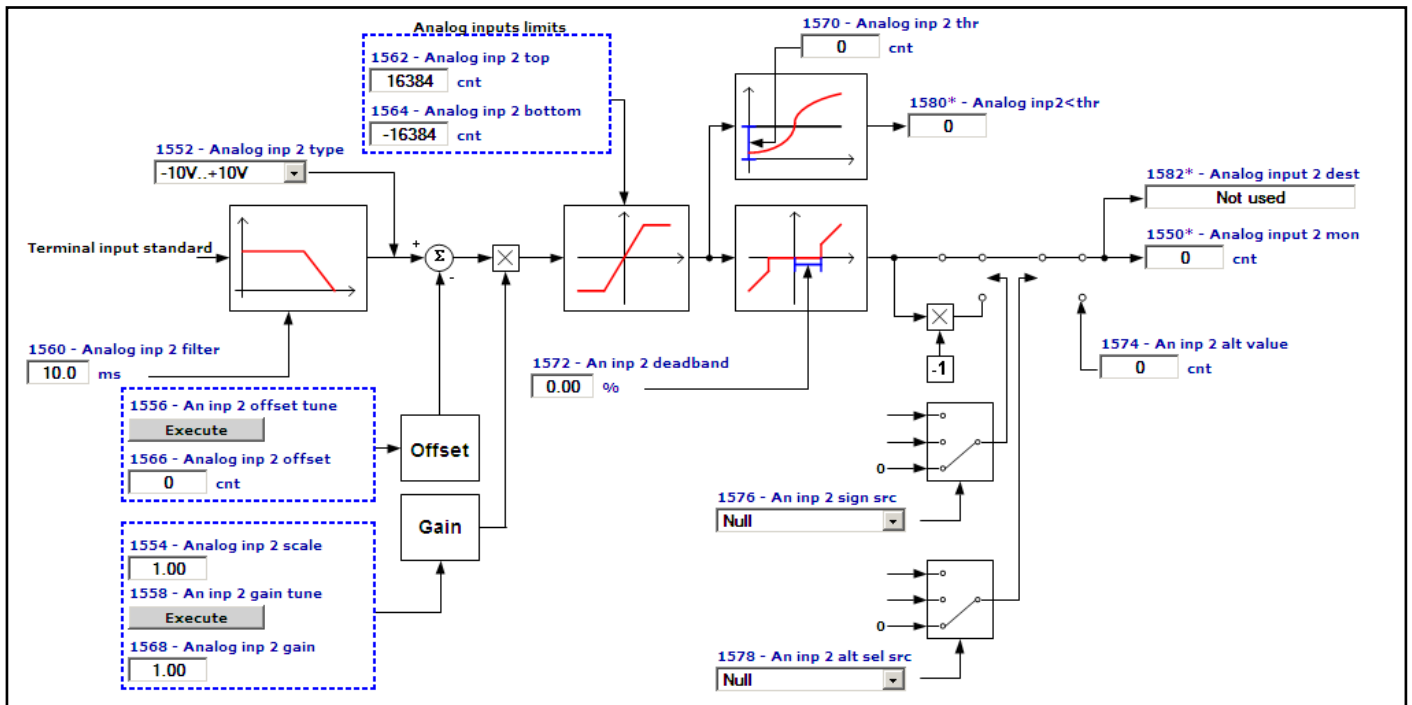 Analog inputs limits
1562 - Analog inp 2 top
16384 cnt
1564 - Analog inp 2 bottom
-16384 cnt
1570 - Analog inp 2 thr
0 cnt
1580* - Analog inp2<thr
0
1552 - Analog inp 2 type
-10V..+10V
1582* - Analog input 2 dest
Not used
Terminal input standard
+
Σ
-
×
1550* - Analog input 2 mon
0 cnt
1560 - Analog inp 2 filter
10.0 ms
1572 - An inp 2 deadband
0.00 %
×
-1
1574 - An inp 2 alt value
0 cnt
1556 - An inp 2 offset tune
Execute
1566 - Analog inp 2 offset
0 cnt
Offset
0
1576 - An inp 2 sign src
Null
Gain
1554 - Analog inp 2 scale
1.00
1558 - An inp 2 gain tune
Execute
1568 - Analog inp 2 gain
1.00
0
1578 - An inp 2 alt sel src
Null